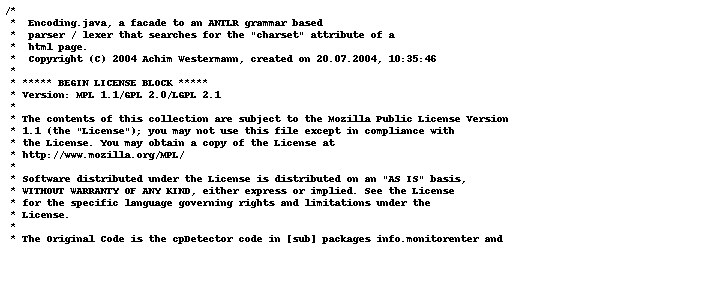 /*
 *  Encoding.java, a facade to an ANTLR grammar based
 *  parser / lexer that searches for the "charset" attribute of a
 *  html page.
 *  Copyright (C) 2004 Achim Westermann, created on 20.07.2004, 10:35:46
 *
 * ***** BEGIN LICENSE BLOCK *****
 * Version: MPL 1.1/GPL 2.0/LGPL 2.1
 *
 * The contents of this collection are subject to the Mozilla Public License Version
 * 1.1 (the "License"); you may not use this file except in compliance with
 * the License. You may obtain a copy of the License at
 * http://www.mozilla.org/MPL/
 *
 * Software distributed under the License is distributed on an "AS IS" basis,
 * WITHOUT WARRANTY OF ANY KIND, either express or implied. See the License
 * for the specific language governing rights and limitations under the
 * License.
 *
 * The Original Code is the cpDetector code in [sub] packages info.monitorenter and